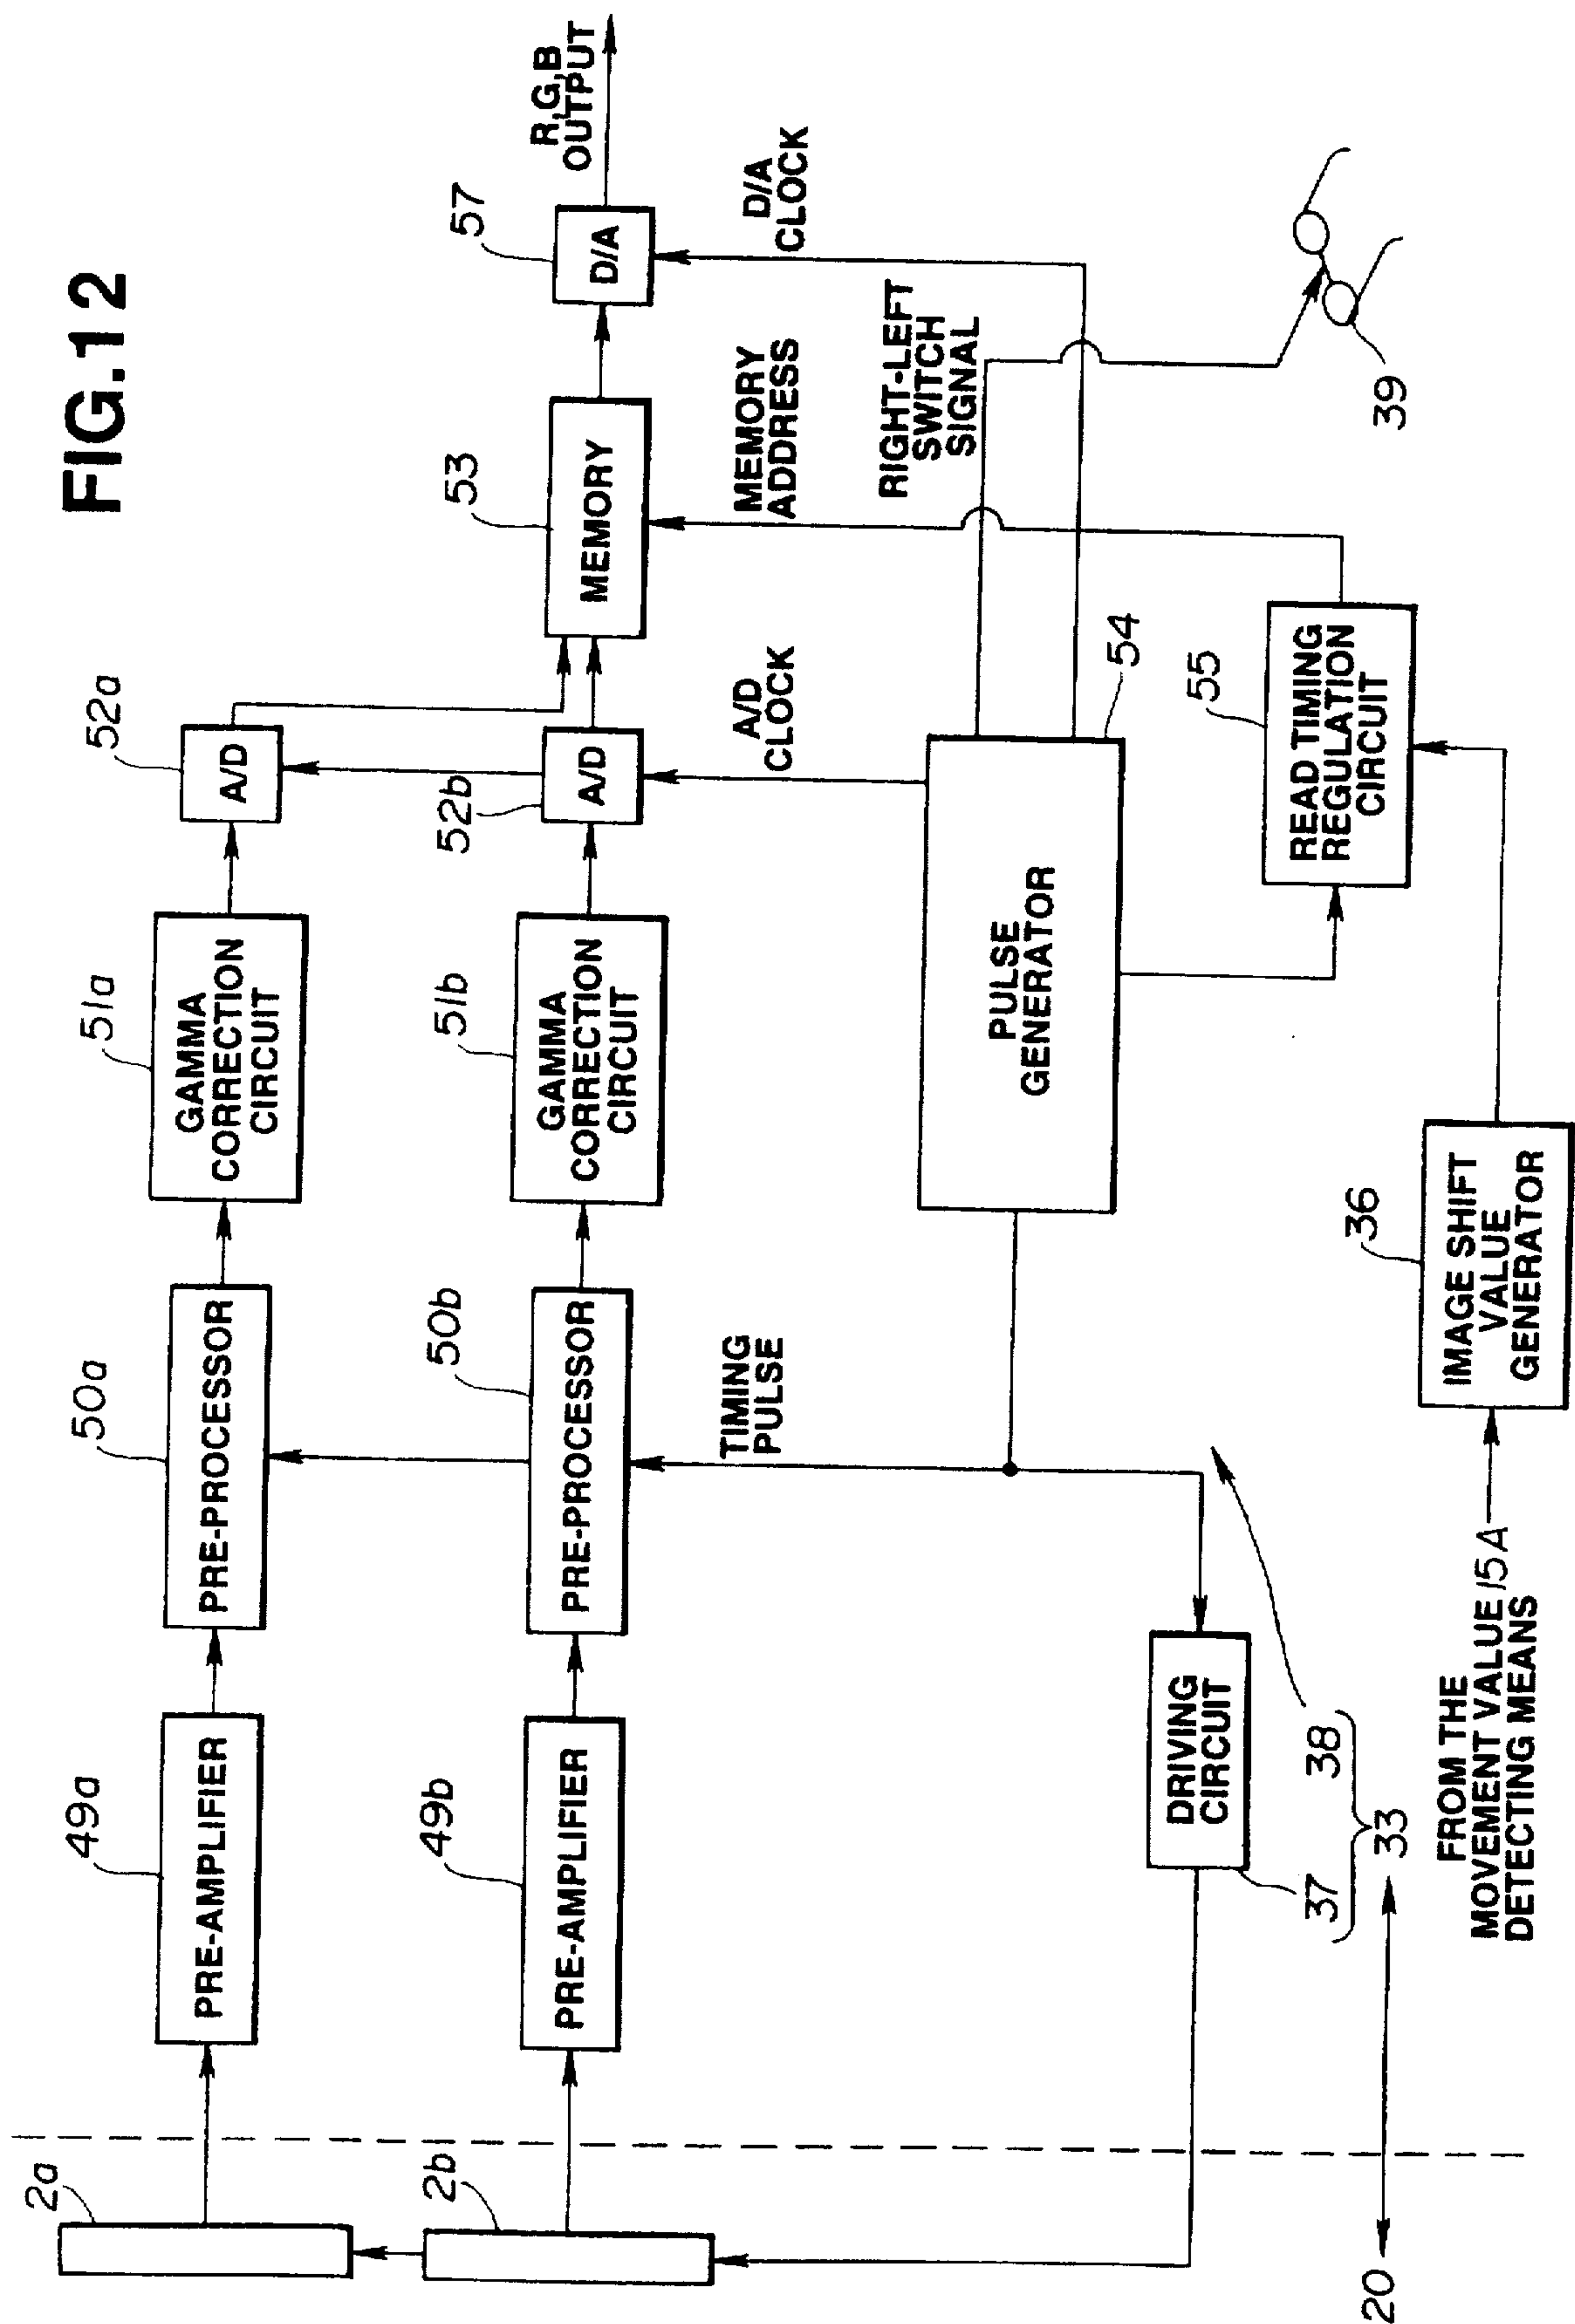 FIG.12
2a
49a
PRE-AMPLIFIER
50a
PRE-PROCESSOR
51a
GAMMA
CORRECTION
CIRCUIT
52a
A/D
2b
49b
PRE-AMPLIFIER
50b
PRE-PROCESSOR
51b
GAMMA
CORRECTION
CIRCUIT
52b
A/D
53
MEMORY
57
D/A
R,G,B
OUTPUT
TIMING
PULSE
A/D
CLOCK
MEMORY
ADDRESS
D/A
CLOCK
RIGHT-LEFT
SWITCH
SIGNAL
PULSE
GENERATOR
54
DRIVING
CIRCUIT
37
38
33
20
55
READ TIMING
REGULATION
CIRCUIT
39
36
IMAGE SHIFT
VALUE
GENERATOR
FROM THE
MOVEMENT VALUE 15A
DETECTING MEANS